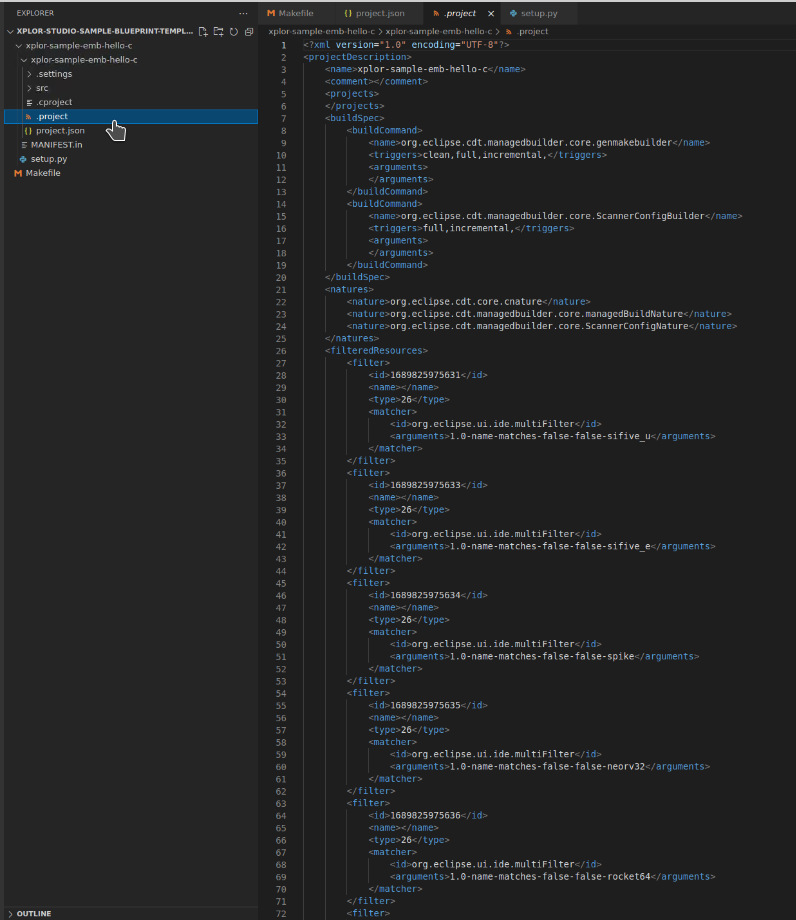 EXPLORER
XPLOR-STUDIO-SAMPLE-BLUEPRINT-TEMPL...
xplor-sample-emb-hello-c
xplor-sample-emb-hello-c
.settings
src
.cproject
.project
{} project.json
MANIFEST.in
setup.py
Makefile
OUTLINE
Makefile
{} project.json
.project
setup.py
xplor-sample-emb-hello-c > xplor-sample-emb-hello-c > .project
1 <?xml version="1.0" encoding="UTF-8"?>
2 <projectDescription>
3 <name>xplor-sample-emb-hello-c</name>
4 <comment></comment>
5 <projects>
6 </projects>
7 <buildSpec>
8 <buildCommand>
9 <name>org.eclipse.cdt.managedbuilder.core.genmakebuilder</name>
10 <triggers>clean,full,incremental,</triggers>
11 <arguments>
12 </arguments>
13 </buildCommand>
14 <buildCommand>
15 <name>org.eclipse.cdt.managedbuilder.core.ScannerConfigBuilder</name>
16 <triggers>full,incremental,</triggers>
17 <arguments>
18 </arguments>
19 </buildCommand>
20 </buildSpec>
21 <natures>
22 <nature>org.eclipse.cdt.core.cnature</nature>
23 <nature>org.eclipse.cdt.managedbuilder.core.managedBuildNature</nature>
24 <nature>org.eclipse.cdt.managedbuilder.core.ScannerConfigNature</nature>
25 </natures>
26 <filteredResources>
27 <filter>
28 <id>1689825975631</id>
29 <name></name>
30 <type>26</type>
31 <matcher>
32 <id>org.eclipse.ui.ide.multiFilter</id>
33 <arguments>1.0-name-matches-false-false-sifive_u</arguments>
34 </matcher>
35 </filter>
36 <filter>
37 <id>1689825975633</id>
38 <name></name>
39 <type>26</type>
40 <matcher>
41 <id>org.eclipse.ui.ide.multiFilter</id>
42 <arguments>1.0-name-matches-false-false-sifive_e</arguments>
43 </matcher>
44 </filter>
45 <filter>
46 <id>1689825975634</id>
47 <name></name>
48 <type>26</type>
49 <matcher>
50 <id>org.eclipse.ui.ide.multiFilter</id>
51 <arguments>1.0-name-matches-false-false-spike</arguments>
52 </matcher>
53 </filter>
54 <filter>
55 <id>1689825975635</id>
56 <name></name>
57 <type>26</type>
58 <matcher>
59 <id>org.eclipse.ui.ide.multiFilter</id>
60 <arguments>1.0-name-matches-false-false-neorv32</arguments>
61 </matcher>
62 </filter>
63 <filter>
64 <id>1689825975636</id>
65 <name></name>
66 <type>26</type>
67 <matcher>
68 <id>org.eclipse.ui.ide.multiFilter</id>
69 <arguments>1.0-name-matches-false-false-rocket64</arguments>
70 </matcher>
71 </filter>
72 <filter>